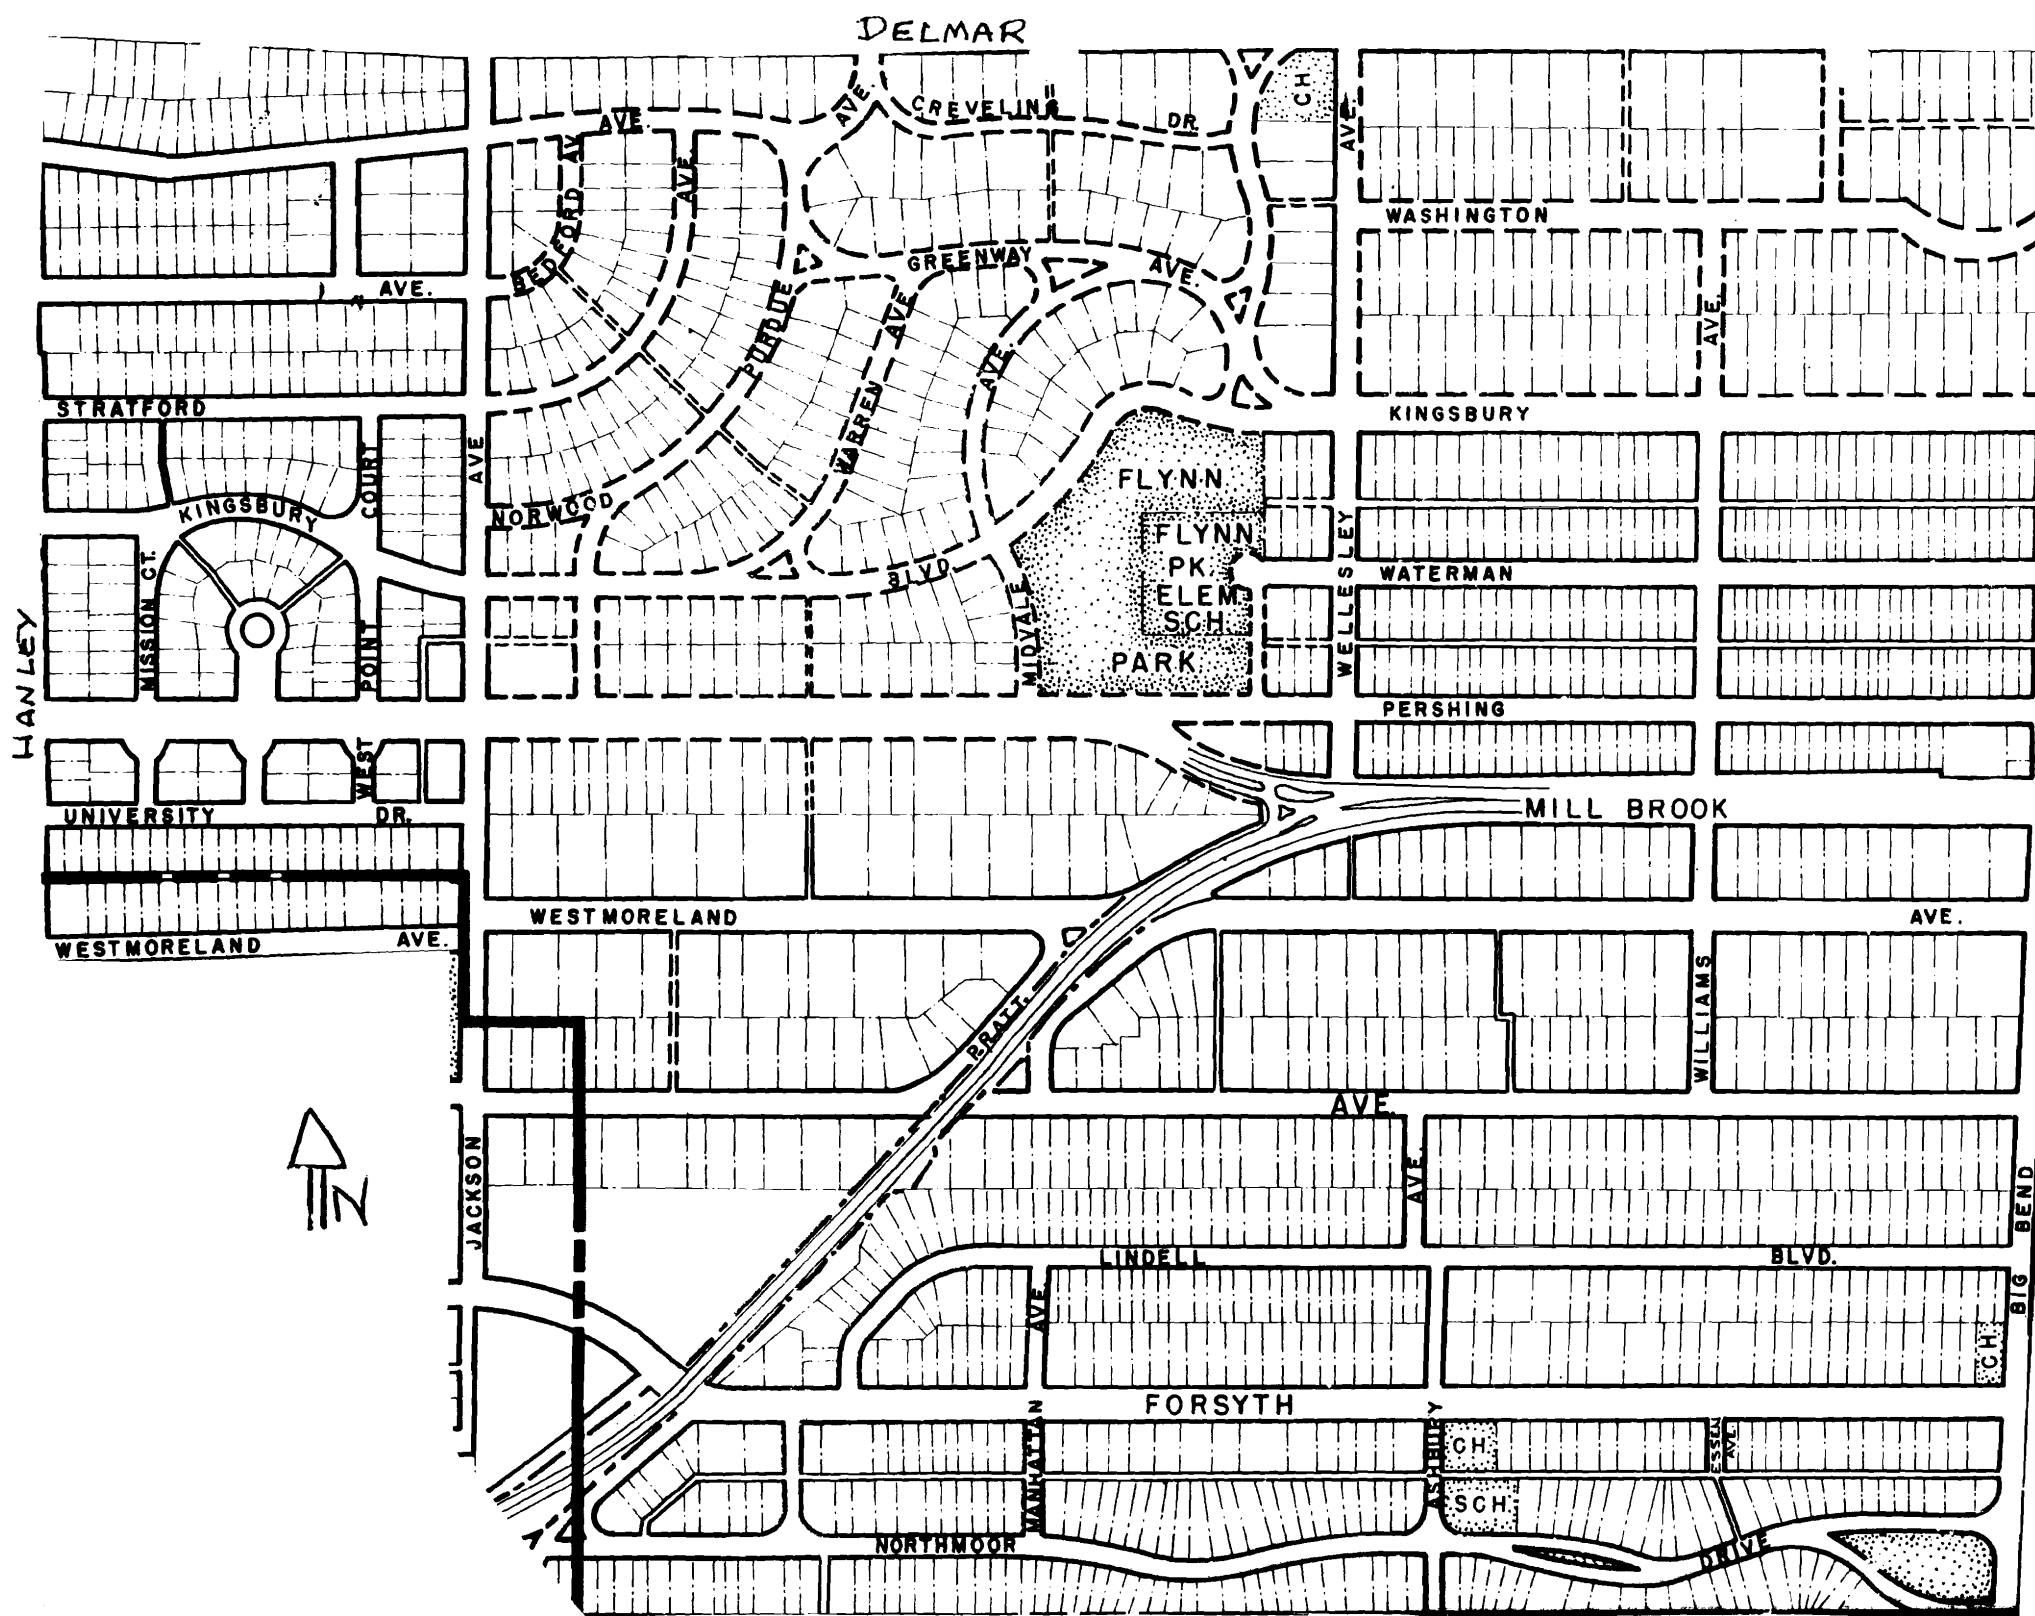 DELMAR
CH
AVE.
CREVELING
DR.
AVE.
AVE.
BEDFORD AV.
AVE.
WASHINGTON
GREENWAY
AVE.
AVE.
PURDUE
AVE.
AVE.
WARREN
AVE.
STRATFORD
KINGSBURY
COURT
AVE
KINGSBURY
NORWOOD
FLYNN
FLYNN
PK.
ELEM.
SCH.
PARK
WELLESLEY
WATERMAN
BLVD.
MIDVALE
MISSION CT.
WEST POINT
HANLEY
PERSHING
UNIVERSITY
DR.
MILL BROOK
WESTMORELAND
AVE.
WESTMORELAND
AVE.
WILLIAMS
PRATT
AVE.
AVE.
JACKSON
N
BIG BEND
LINDELL
BLVD.
AVE.
CH
FORSYTH
MANHATTAN
ASHBURY
CH.
ESSEN AVE.
SCH.
NORTHMOOR
DRIVE